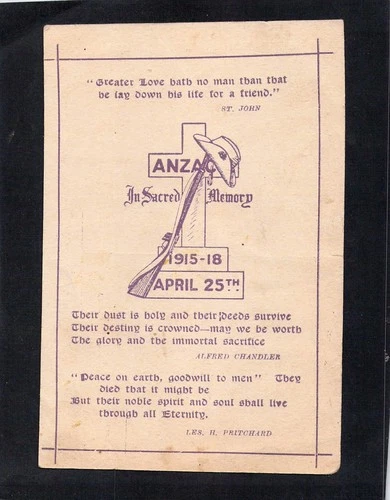 "Greater Love hath no man than that
he lay down his life for a friend."
ST. JOHN
ANZAC
In Sacred Memory
1915-18
APRIL 25TH
Their dust is holy and their deeds survive
Their destiny is crowned—may we be worth
The glory and the immortal sacrifice
ALFRED CHANDLER
"Peace on earth, goodwill to men" They
died that it might be
But their noble spirit and soul shall live
through all Eternity.
LES. H. PRITCHARD